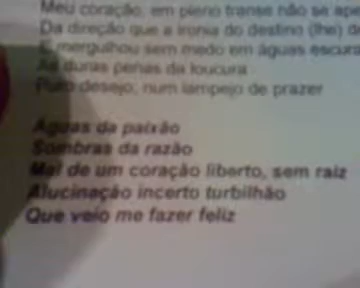 Meu coração, em pleno transe não se
Da direção que a ironia do destino (lhe)
E mergulhou sem medo em águas
As duras penas da loucura
Puro desejo, num lampejo de prazer
Águas da paixão
Sombras da razão
Mal de um coração liberto, sem raiz
Alucinação incerto turbilhão
Que veio me fazer feliz